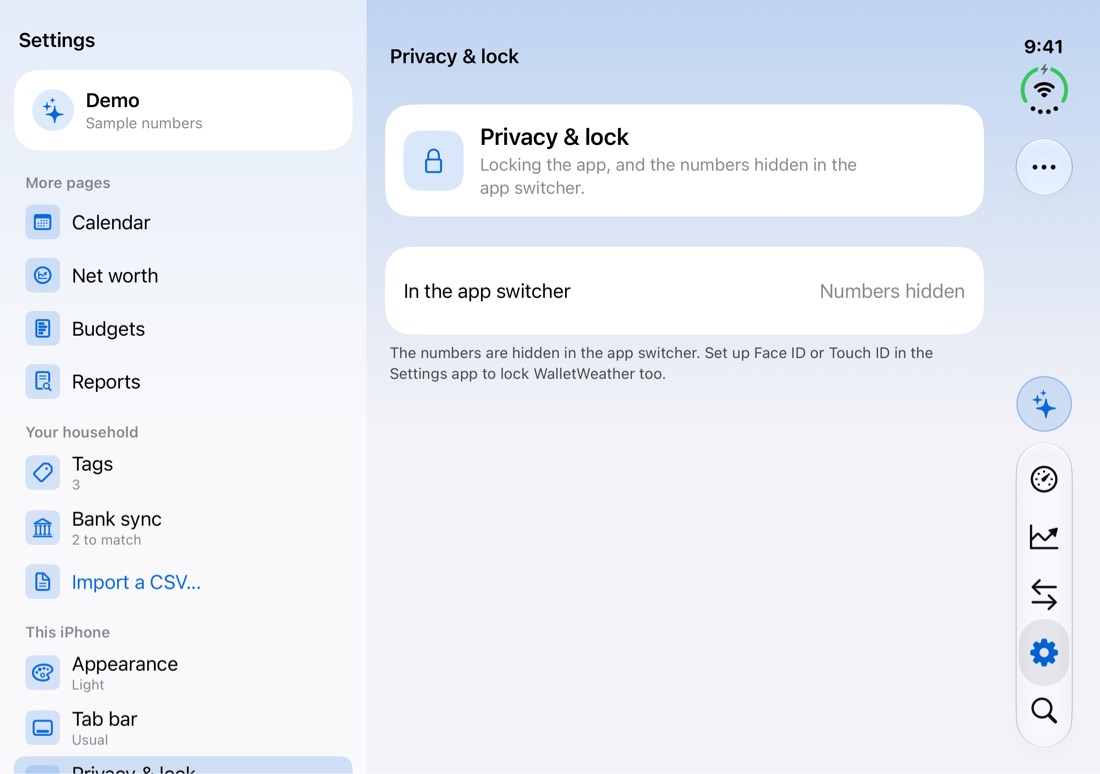 Settings
Demo
Sample numbers
More pages
Calendar
Net worth
Budgets
Reports
Your household
Tags
3
Bank sync
2 to match
Import a CSV...
This iPhone
Appearance
Light
Tab bar
Usual
Privacy & lock
Privacy & lock
Privacy & lock
Locking the app, and the numbers hidden in the
app switcher.
In the app switcher
Numbers hidden
The numbers are hidden in the app switcher. Set up Face ID or Touch ID in the
Settings app to lock WalletWeather too.
9:41